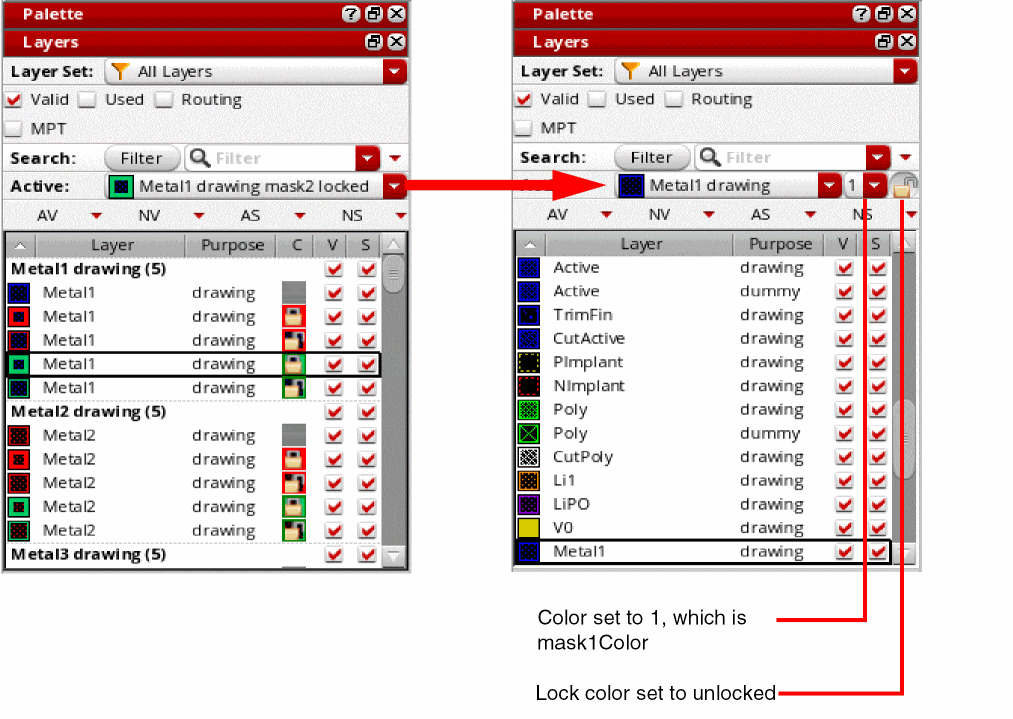 Palette
Layers
Layer Set: All Layers
Valid Used Routing
MPT
Search: Filter Filter
Active: Metal1 drawing mask2 locked
AV NV AS NS
Layer Purpose C V S
Metal1 drawing (5)
Metal1 drawing
Metal1 drawing
Metal1 drawing
Metal1 drawing
Metal1 drawing
Metal2 drawing (5)
Metal2 drawing
Metal2 drawing
Metal2 drawing
Metal2 drawing
Metal2 drawing
Metal3 drawing (5)
Palette
Layers
Layer Set: All Layers
Valid Used Routing
MPT
Search: Filter Filter
Metal1 drawing 1
AV NV AS NS
Layer Purpose V S
Active drawing
Active dummy
TrimFin drawing
CutActive drawing
PImplant drawing
NImplant drawing
Poly drawing
Poly dummy
CutPoly drawing
Li1 drawing
LiPO drawing
V0 drawing
Metal1 drawing
Color set to 1, which is
mask1Color
Lock color set to unlocked